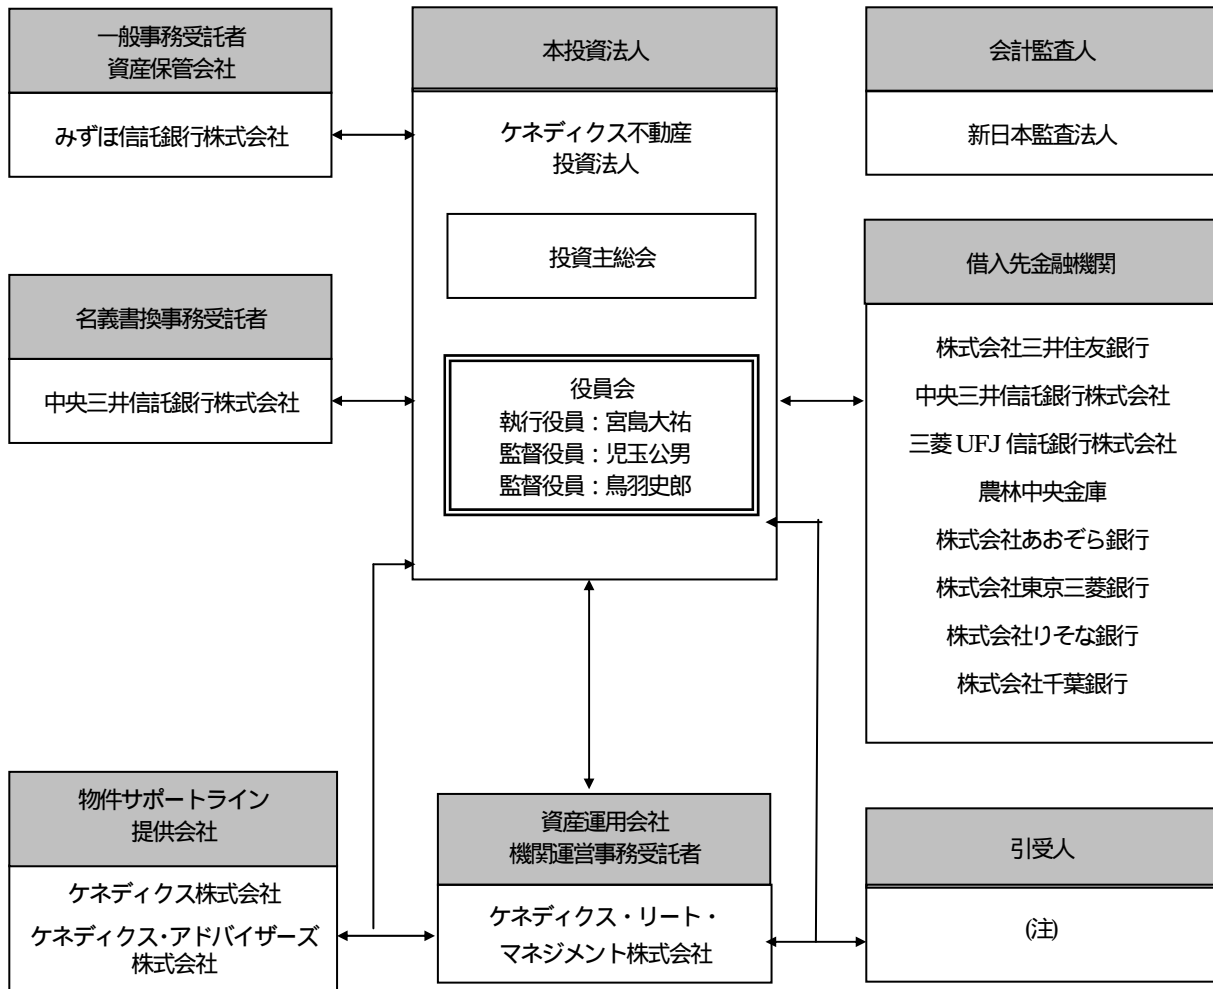 一般事務受託者
資産保管会社
みずほ信託銀行株式会社
名義書換事務受託者
中央三井信託銀行株式会社
物件サポートライン
提供会社
ケネディクス株式会社
ケネディクス・アドバイザーズ
株式会社
本投資法人
ケネディクス不動産
投資法人
投資主総会
役員会
執行役員：宮島大祐
監督役員：児玉公男
監督役員：鳥羽史郎
資産運用会社
機関運営事務受託者
ケネディクス・リート・
マネジメント株式会社
会計監査人
新日本監査法人
借入先金融機関
株式会社三井住友銀行
中央三井信託銀行株式会社
三菱UFJ信託銀行株式会社
農林中央金庫
株式会社あおぞら銀行
株式会社東京三菱銀行
株式会社りそな銀行
株式会社千葉銀行
引受人
(注)